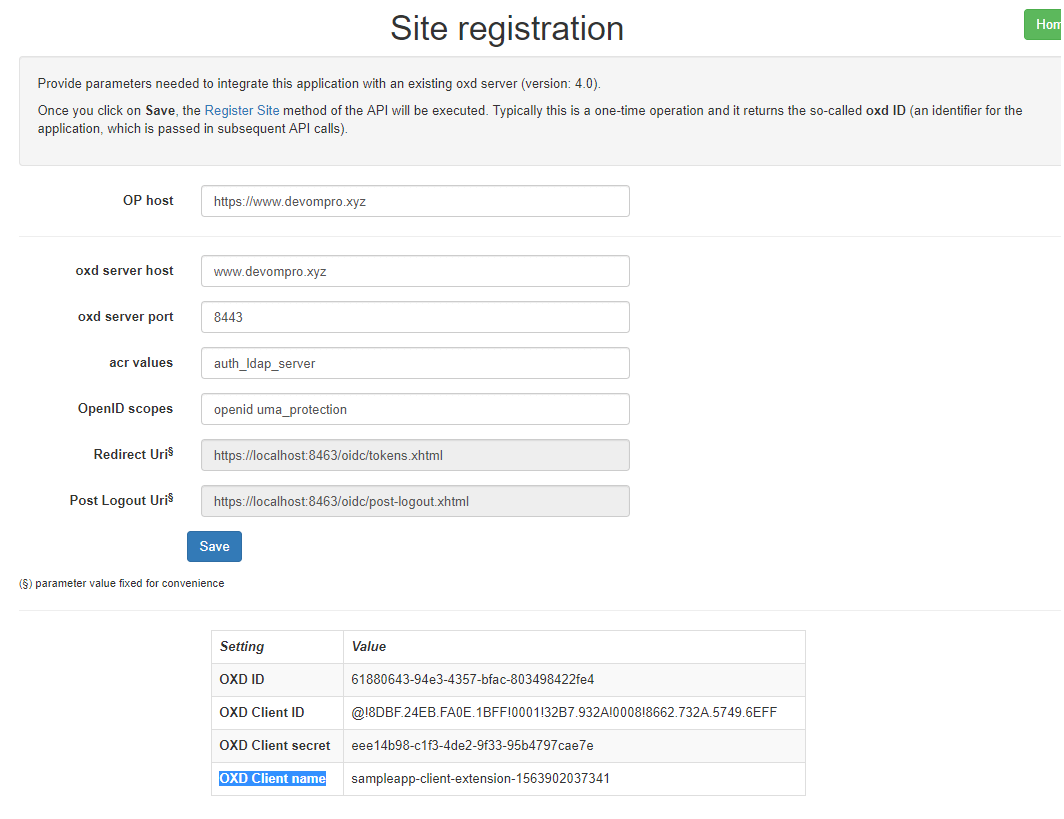 Site registration
Hom
Provide parameters needed to integrate this application with an existing oxd server (version: 4.0).
Once you click on Save, the Register Site method of the API will be executed. Typically this is a one-time operation and it returns the so-called oxd ID (an identifier for the
application, which is passed in subsequent API calls).
OP host https://www.devompro.xyz
oxd server host www.devompro.xyz
oxd server port 8443
acr values auth_ldap_server
OpenID scopes openid uma_protection
Redirect Uri§ https://localhost:8463/oidc/tokens.xhtml
Post Logout Uri§ https://localhost:8463/oidc/post-logout.xhtml
Save
(§) parameter value fixed for convenience
Setting Value
OXD ID 61880643-94e3-4357-bfac-803498422fe4
OXD Client ID @!8DBF.24EB.FA0E.1BFF!0001!32B7.932A!0008!8662.732A.5749.6EFF
OXD Client secret eee14b98-c1f3-4de2-9f33-95b4797cae7e
OXD Client name sampleapp-client-extension-1563902037341